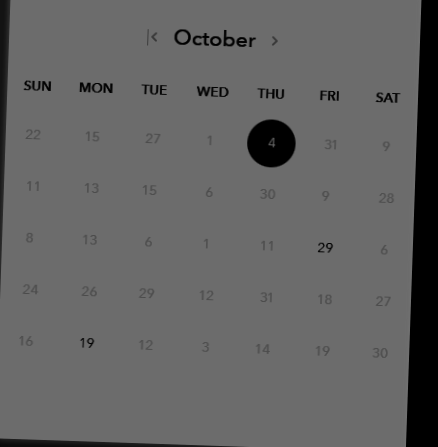 |< October >
SUN MON TUE WED THU FRI SAT
22 15 27 1 4 31 9
11 13 15 6 30 9 28
8 13 6 1 11 29 6
24 26 29 12 31 18 27
16 19 12 3 14 19 30